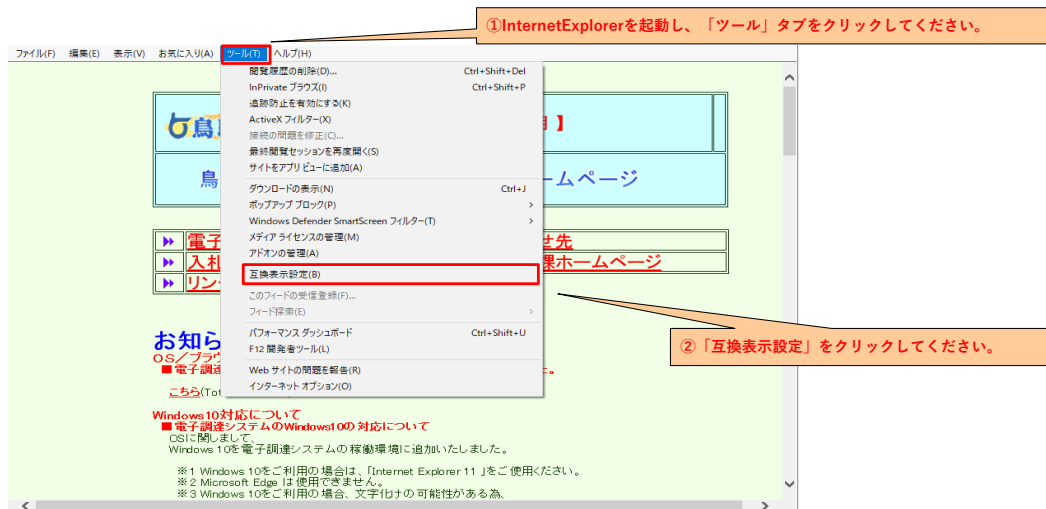 ①InternetExplorerを起動し、「ツール」タブをクリックしてください。
ファイル(F) 編集(E) 表示(V) お気に入り(A) ツール(T) ヘルプ(H)
閲覧履歴の削除(D)... Ctrl+Shift+Del
InPrivate ブラウズ(I) Ctrl+Shift+P
追跡防止を有効にする(K)
ActiveX フィルター(X)
接続の問題を修正(C)...
最終閲覧セッションを再度開く(S)
サイトをアプリ ビューに追加(A)
ダウンロードの表示(N) Ctrl+J
ポップアップ ブロック(P)
Windows Defender SmartScreen フィルター(T)
メディア ライセンスの管理(M)
アドオンの管理(A)
互換表示設定(B)
このフィードの受信登録(F)...
フィード探索(E)
パフォーマンス ダッシュボード Ctrl+Shift+U
F12 開発者ツール(L)
Web サイトの問題を報告(R)
インターネット オプション(O)
鳥
】
鳥 ームページ
電子 せ先
入札 課ホームページ
リン
②「互換表示設定」をクリックしてください。
お知ら
OS/ブラウ
■電子調達 た。
こちら(Tot
Windows10対応について
■電子調達システムのWindows10の対応について
OSに関しまして、
Windows 10を電子調達システムの稼働環境に追加いたしました。
※1 Windows 10をご利用の場合は、「Internet Explorer 11 」をご使用ください。
※2 Microsoft Edge は使用できません。
※3 Windows 10をご利用の場合、文字化けの可能性がある為、